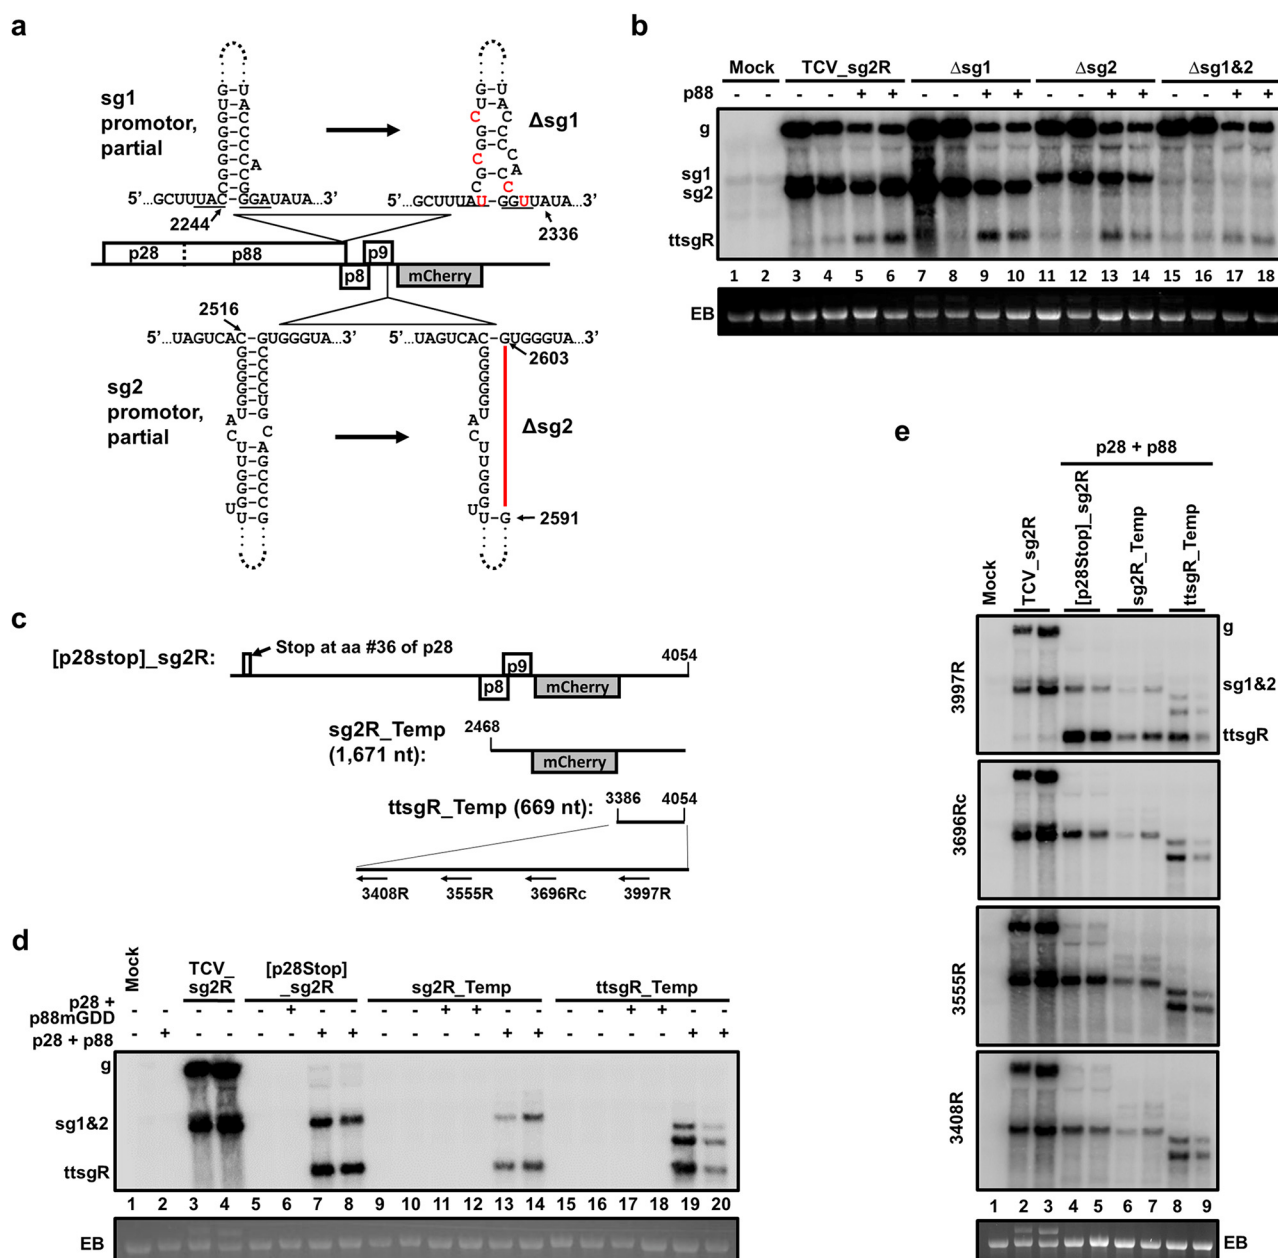 a
sg1
promotor,
partial
Δsg1
5’…GCUUUAC–GGAUAUA…3’
5’…GCUUUAU–GGUUAUA…3’
2244
2336
p28
p88
p8
p9
mCherry
2516
5’…UAGUCAC–GUGGGUA…3’
5’…UAGUCAC–GUGGGUA…3’
2603
sg2
promotor,
partial
Δsg2
2591
b
Mock
TCV_sg2R
Δsg1
Δsg2
Δsg1&2
p88 - - - - + + - - + + - - + + - - + +
g
sg1
sg2
ttsgR
1 2 3 4 5 6 7 8 9 10 11 12 13 14 15 16 17 18
EB
c
[p28stop]_sg2R:
Stop at aa #36 of p28
p8
p9
mCherry
4054
sg2R_Temp
(1,671 nt):
2468
mCherry
ttsgR_Temp (669 nt):
3386
4054
3408R
3555R
3696Rc
3997R
d
Mock
TCV_
sg2R
[p28Stop]
_sg2R
sg2R_Temp
ttsgR_Temp
p28 +
p88mGDD - - - - - + - - - - + + - - - - + + - -
p28 + p88 - + - - - - + + - - - - + + - - - - + +
g
sg1&2
ttsgR
1 2 3 4 5 6 7 8 9 10 11 12 13 14 15 16 17 18 19 20
EB
e
p28 + p88
Mock
TCV_sg2R
[p28Stop]_sg2R
sg2R_Temp
ttsgR_Temp
3997R
g
sg1&2
ttsgR
3696Rc
3555R
3408R
1 2 3 4 5 6 7 8 9
EB